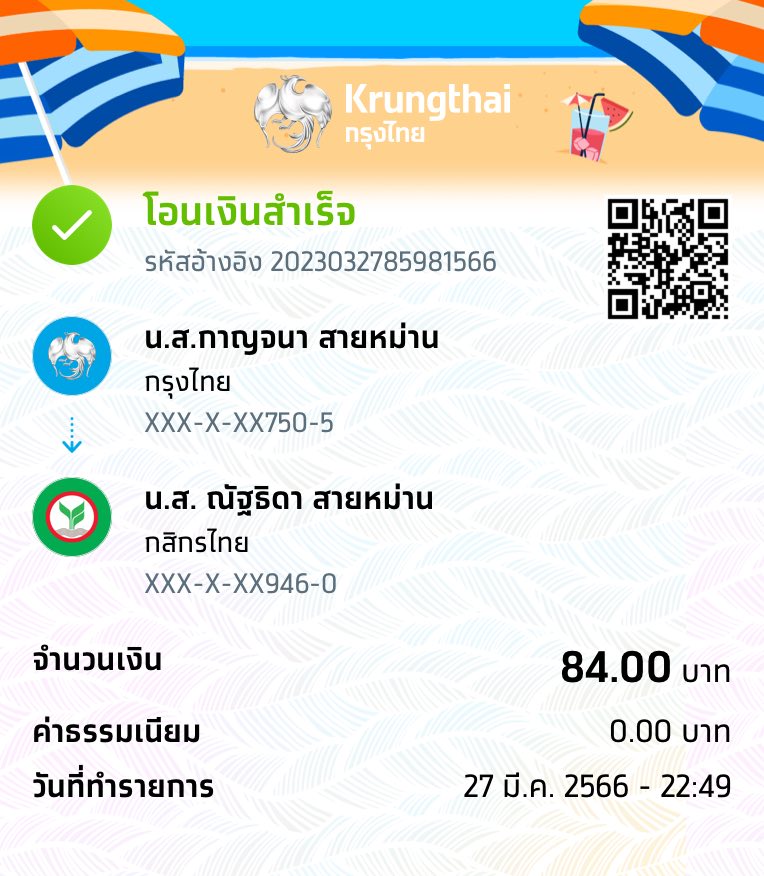 Krungthai
กรุงไทย
โอนเงินสำเร็จ
รหัสอ้างอิง 2023032785981566
น.ส.กาญจนา สายหม่าน
กรุงไทย
XXX-X-XX750-5
น.ส. ณัฐธิดา สายหม่าน
กสิกรไทย
XXX-X-XX946-0
จำนวนเงิน 84.00 บาท
ค่าธรรมเนียม 0.00 บาท
วันที่ทำรายการ 27 มี.ค. 2566 - 22:49